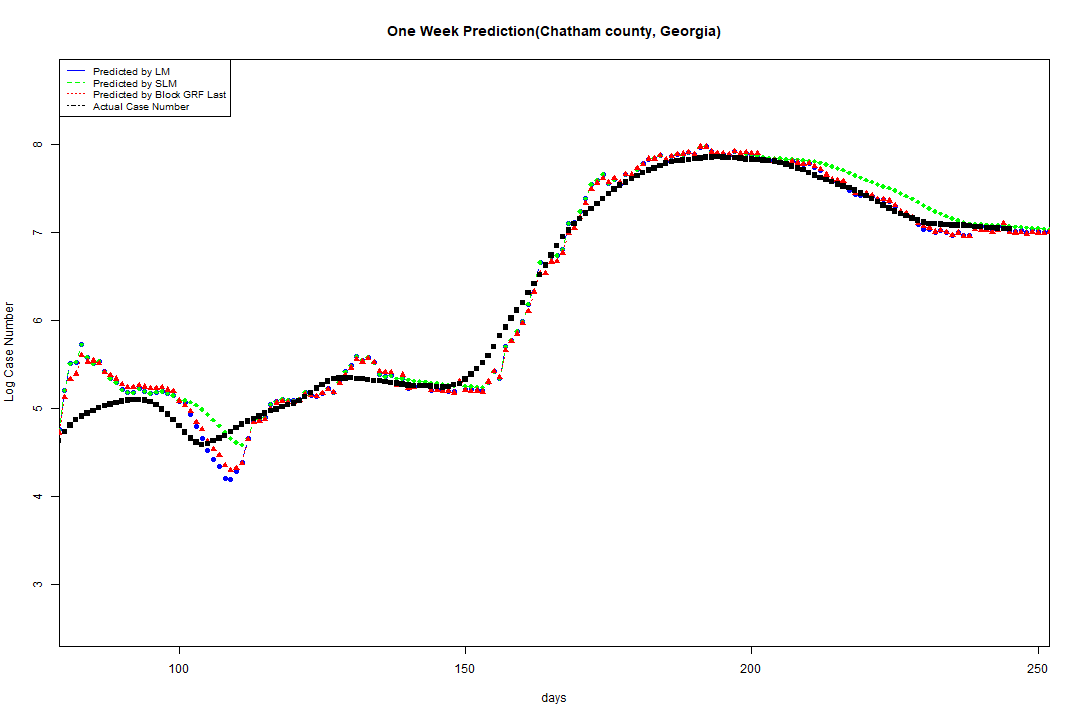 One Week Prediction(Chatham county, Georgia)
Predicted by LM
Predicted by SLM
Predicted by Block GRF Last
Actual Case Number
8
7
6
5
4
3
Log Case Number
100
150
200
250
days